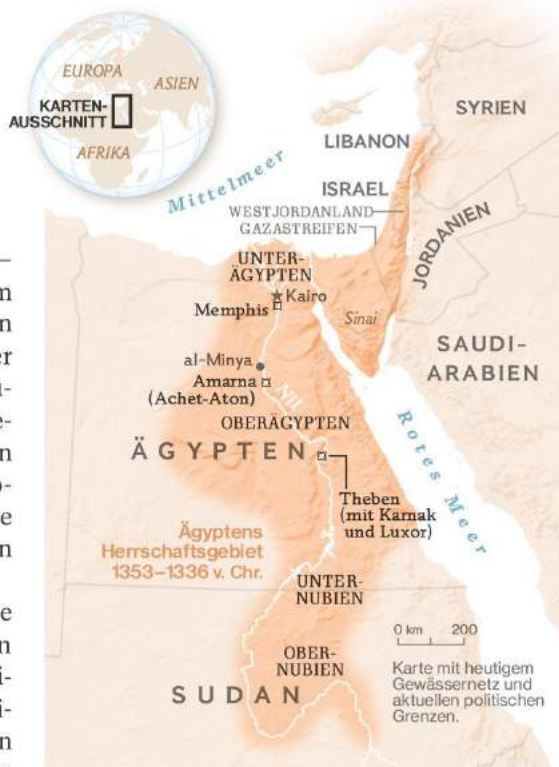 EUROPA
ASIEN
KARTEN-
AUSSCHNITT
AFRIKA
SYRIEN
LIBANON
Mittelmeer
ISRAEL
WESTJORDANLAND
GAZASTREIFEN
JORDANIEN
UNTER-
ÄGYPTEN
Kairo
Memphis
Sinai
SAUDI-
ARABIEN
al-Minya
Amarna
(Achet-Aton)
Nil
OBERÄGYPTEN
ÄGYPTEN
Rotes Meer
Theben
(mit Karnak
und Luxor)
Ägyptens
Herrschaftsgebiet
1353–1336 v. Chr.
UNTER-
NUBIEN
0 km 200
OBER-
NUBIEN
Karte mit heutigem
Gewässernetz und
aktuellen politischen
Grenzen.
SUDAN